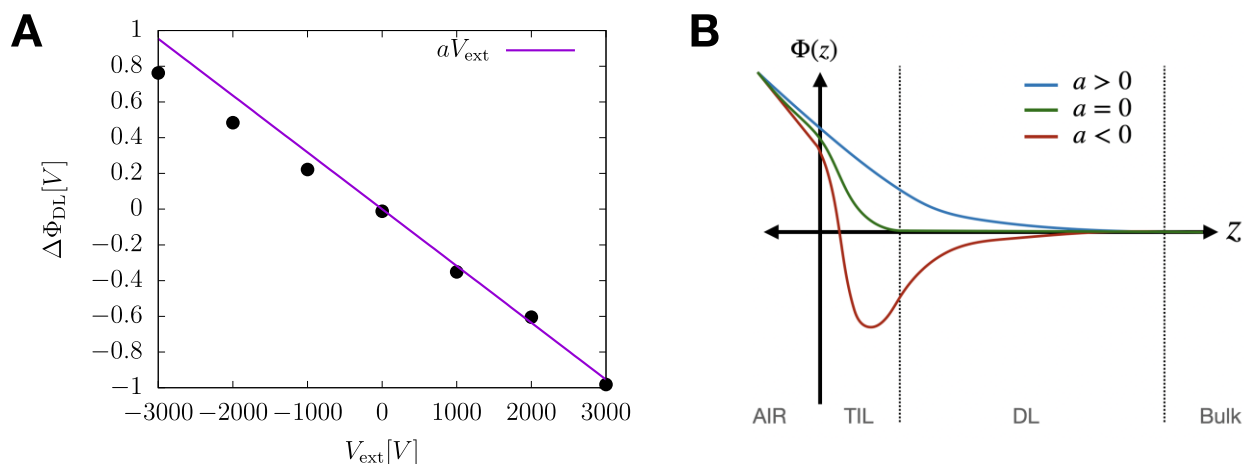 A
ΔΦ_DL[V]
1
0.8
0.6
0.4
0.2
0
−0.2
−0.4
−0.6
−0.8
−1
aV_ext
−3000 −2000 −1000 0 1000 2000 3000
V_ext[V]
B
Φ(z)
a > 0
a = 0
a < 0
z
AIR TIL DL Bulk